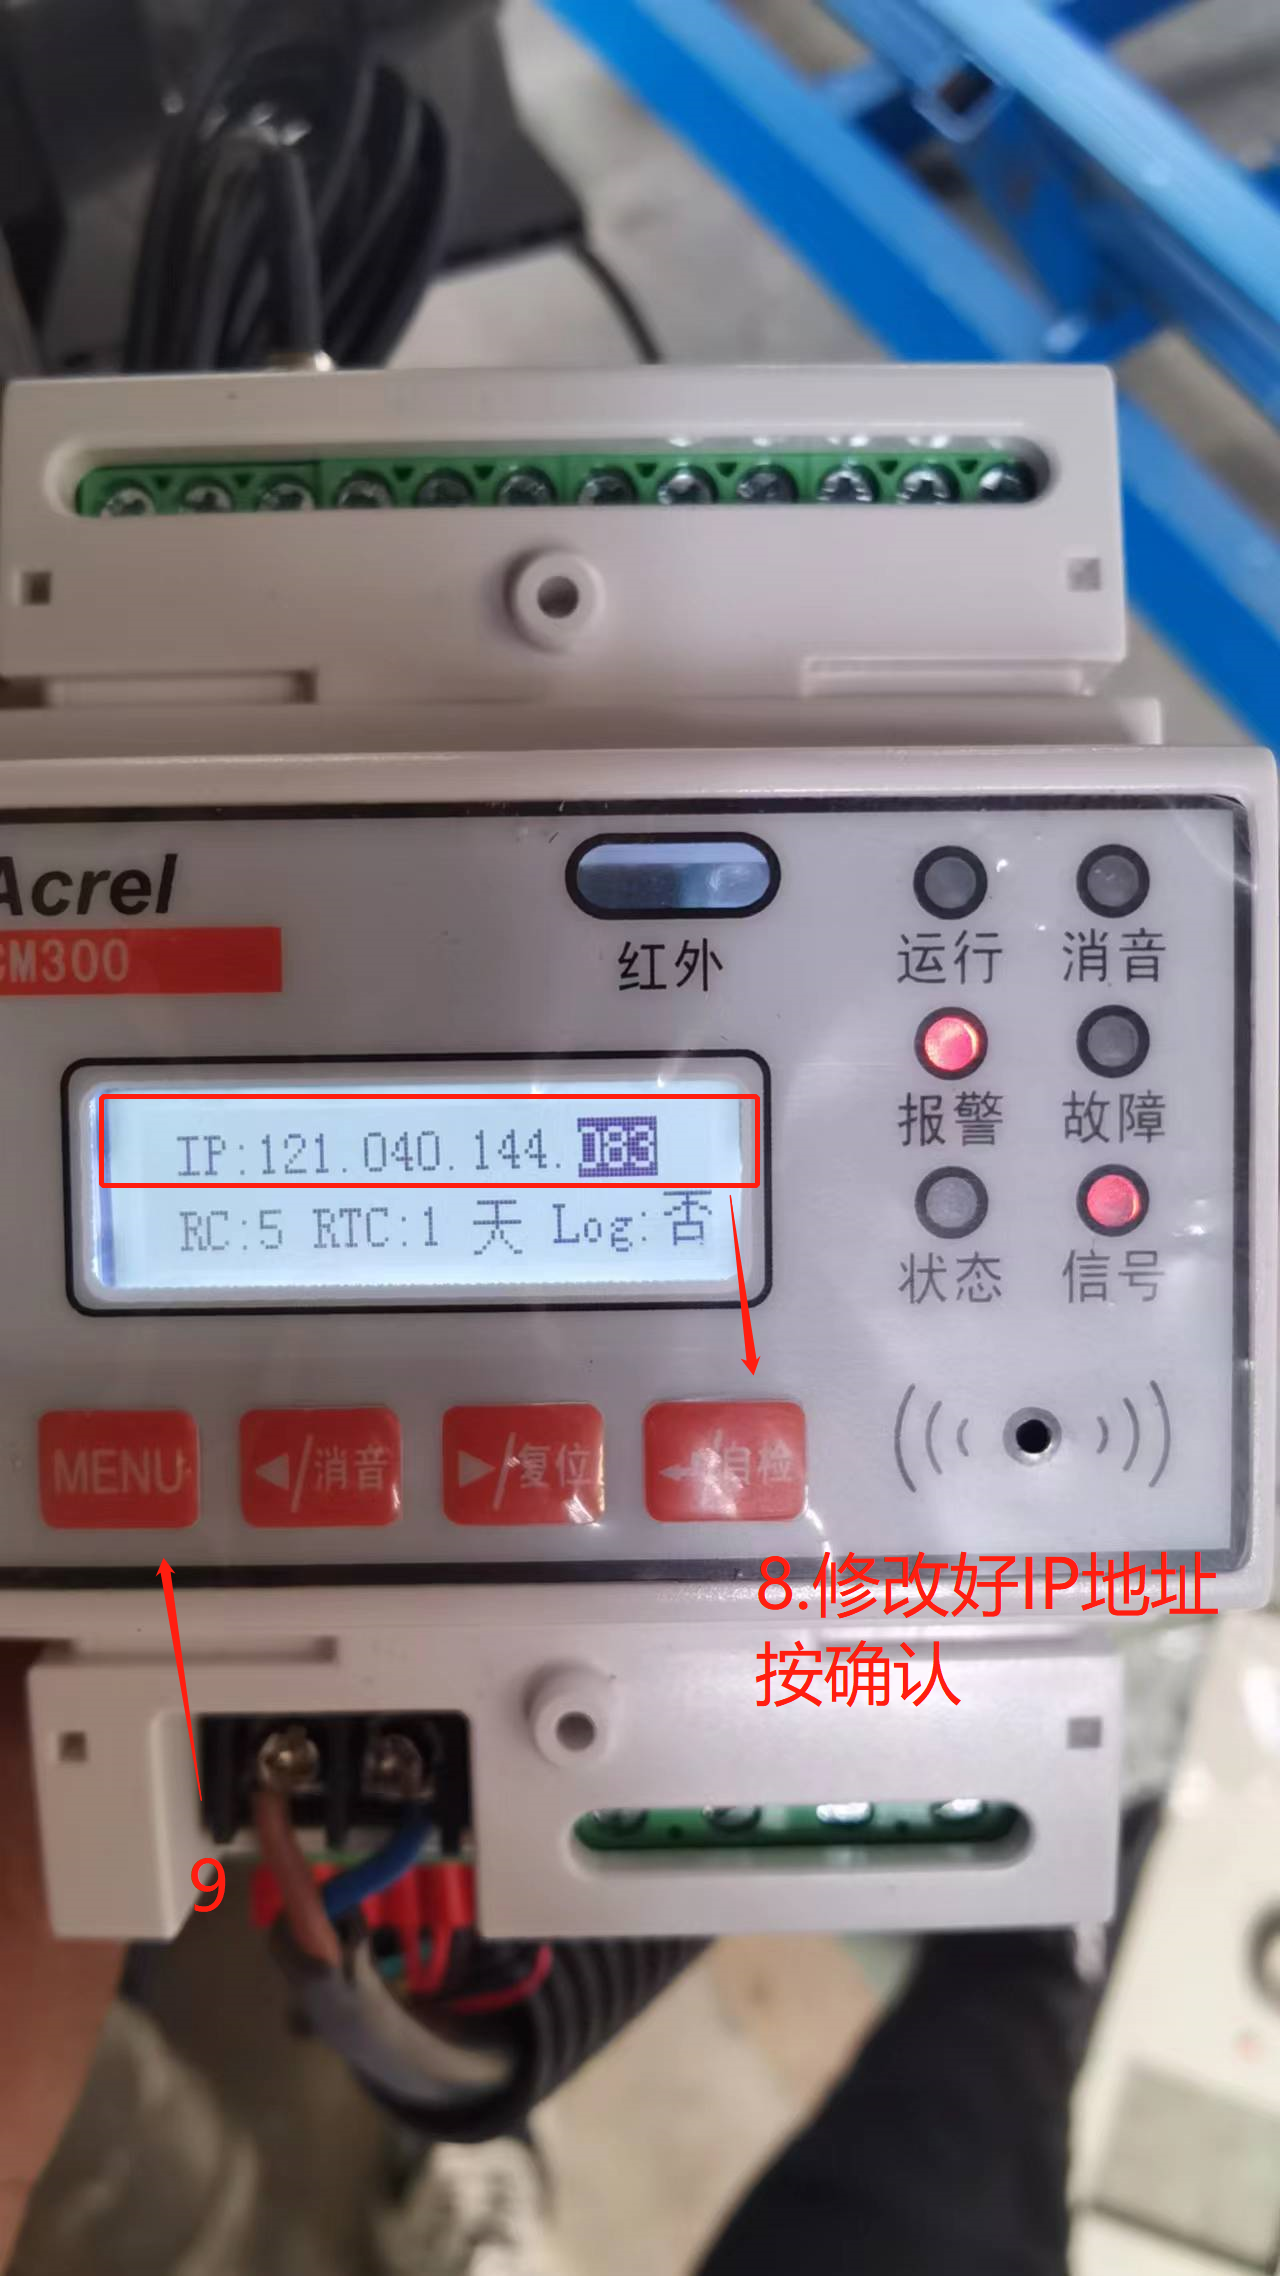 Acrel
CM300
红外
运行
消音
报警
故障
IP:121.040.144.083
RC:5 RTC:1 天 Log:否
状态
信号
MENU
◀/消音
▶/复位
↵/自检
8.修改好IP地址
按确认
9